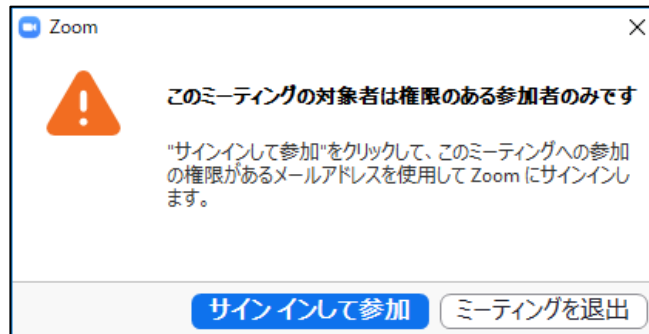 Zoom
このミーティングの対象者は権限のある参加者のみです
"サインインして参加"をクリックして、このミーティングへの参加
の権限があるメールアドレスを使用して Zoom にサインインし
ます。
サイン インして参加
ミーティングを退出